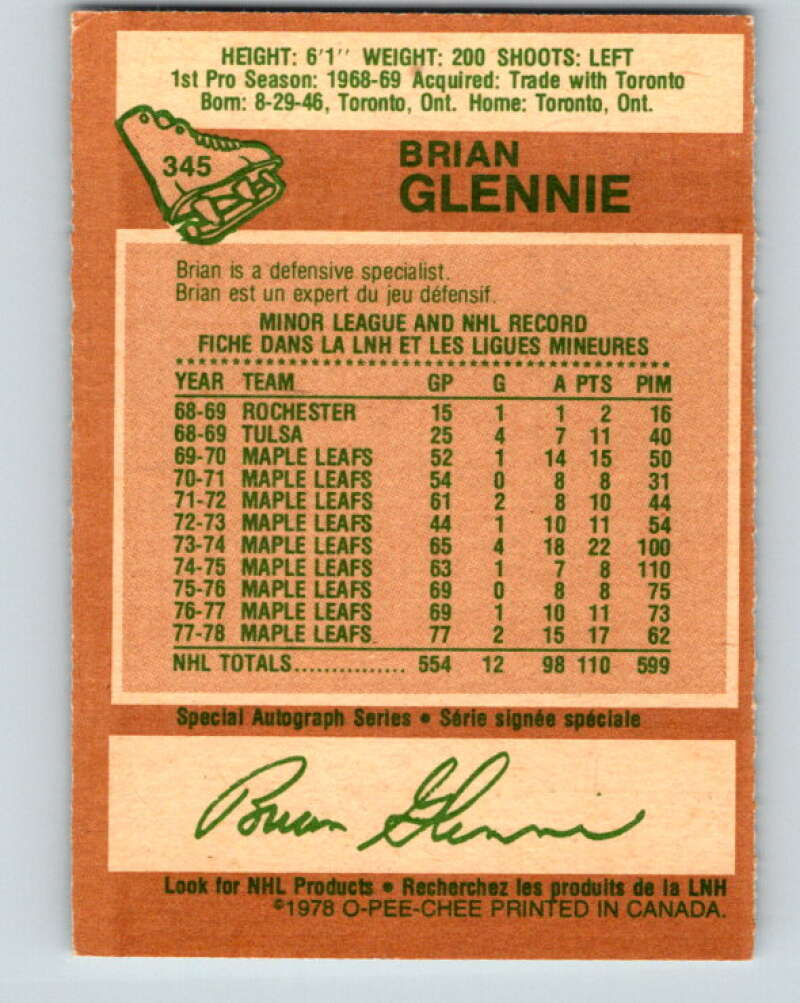 HEIGHT: 6'1'' WEIGHT: 200 SHOOTS: LEFT
1st Pro Season: 1968-69 Acquired: Trade with Toronto
Born: 8-29-46, Toronto, Ont. Home: Toronto, Ont.
345
BRIAN
GLENNIE
Brian is a defensive specialist.
Brian est un expert du jeu défensif.
MINOR LEAGUE AND NHL RECORD
FICHE DANS LA LNH ET LES LIGUES MINEURES
YEAR TEAM GP G A PTS PIM
68-69 ROCHESTER 15 1 1 2 16
68-69 TULSA 25 4 7 11 40
69-70 MAPLE LEAFS 52 1 14 15 50
70-71 MAPLE LEAFS 54 0 8 8 31
71-72 MAPLE LEAFS 61 2 8 10 44
72-73 MAPLE LEAFS 44 1 10 11 54
73-74 MAPLE LEAFS 65 4 18 22 100
74-75 MAPLE LEAFS 63 1 7 8 110
75-76 MAPLE LEAFS 69 0 8 8 75
76-77 MAPLE LEAFS 69 1 10 11 73
77-78 MAPLE LEAFS 77 2 15 17 62
NHL TOTALS............... 554 12 98 110 599
Special Autograph Series • Série signée spéciale
Brian Glennie
Look for NHL Products • Recherchez les produits de la LNH
©1978 O-PEE-CHEE PRINTED IN CANADA.